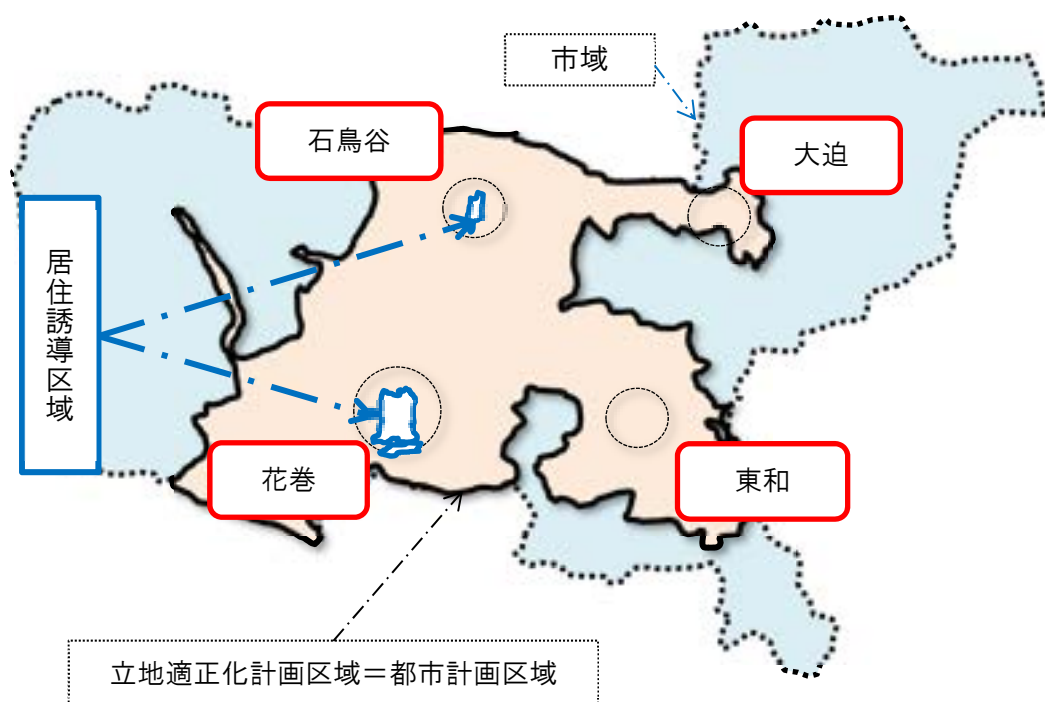 市域
石鳥谷
大迫
居住誘導区域
花巻
東和
立地適正化計画区域＝都市計画区域